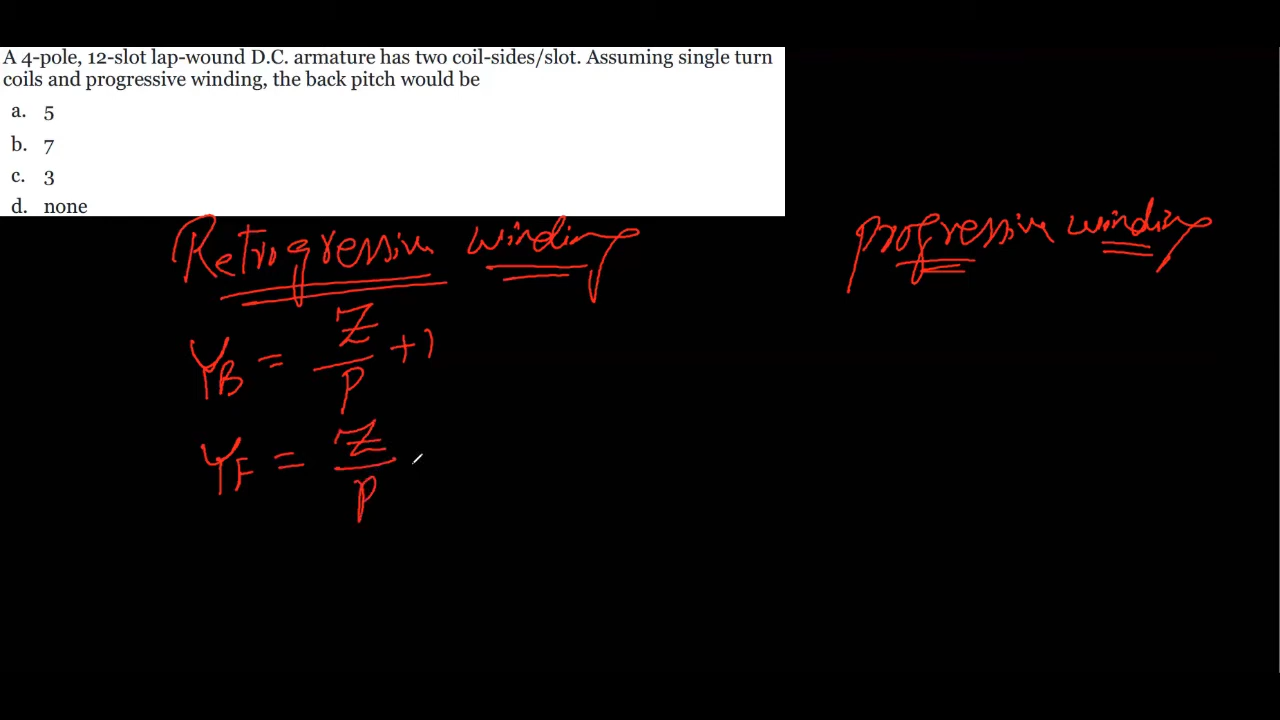 A 4-pole, 12-slot lap-wound D.C. armature has two coil-sides/slot. Assuming single turn
coils and progressive winding, the back pitch would be
a. 5
b. 7
c. 3
d. none
Retrogressive winding
progressive winding
YB = Z/P + 1
YF = Z/P